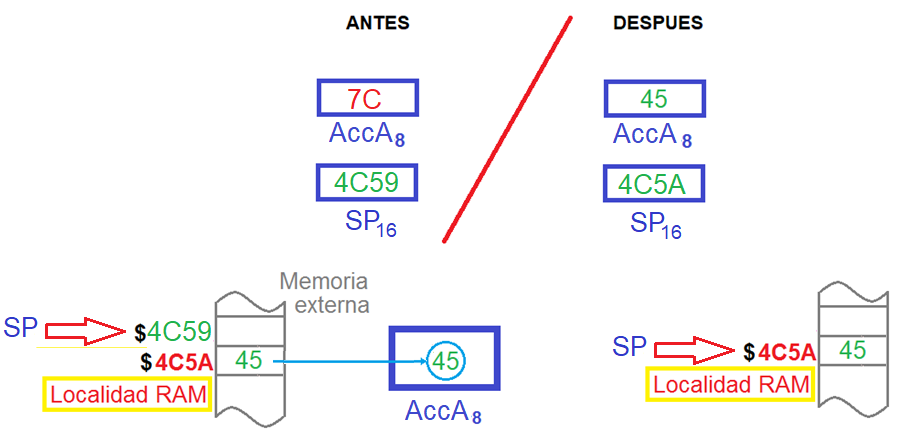 ANTES
DESPUES
7C
AccA8
4C59
SP16
45
AccA8
4C5A
SP16
Memoria
externa
SP $4C59
$4C5A 45
Localidad RAM
45
AccA8
SP $4C5A 45
Localidad RAM